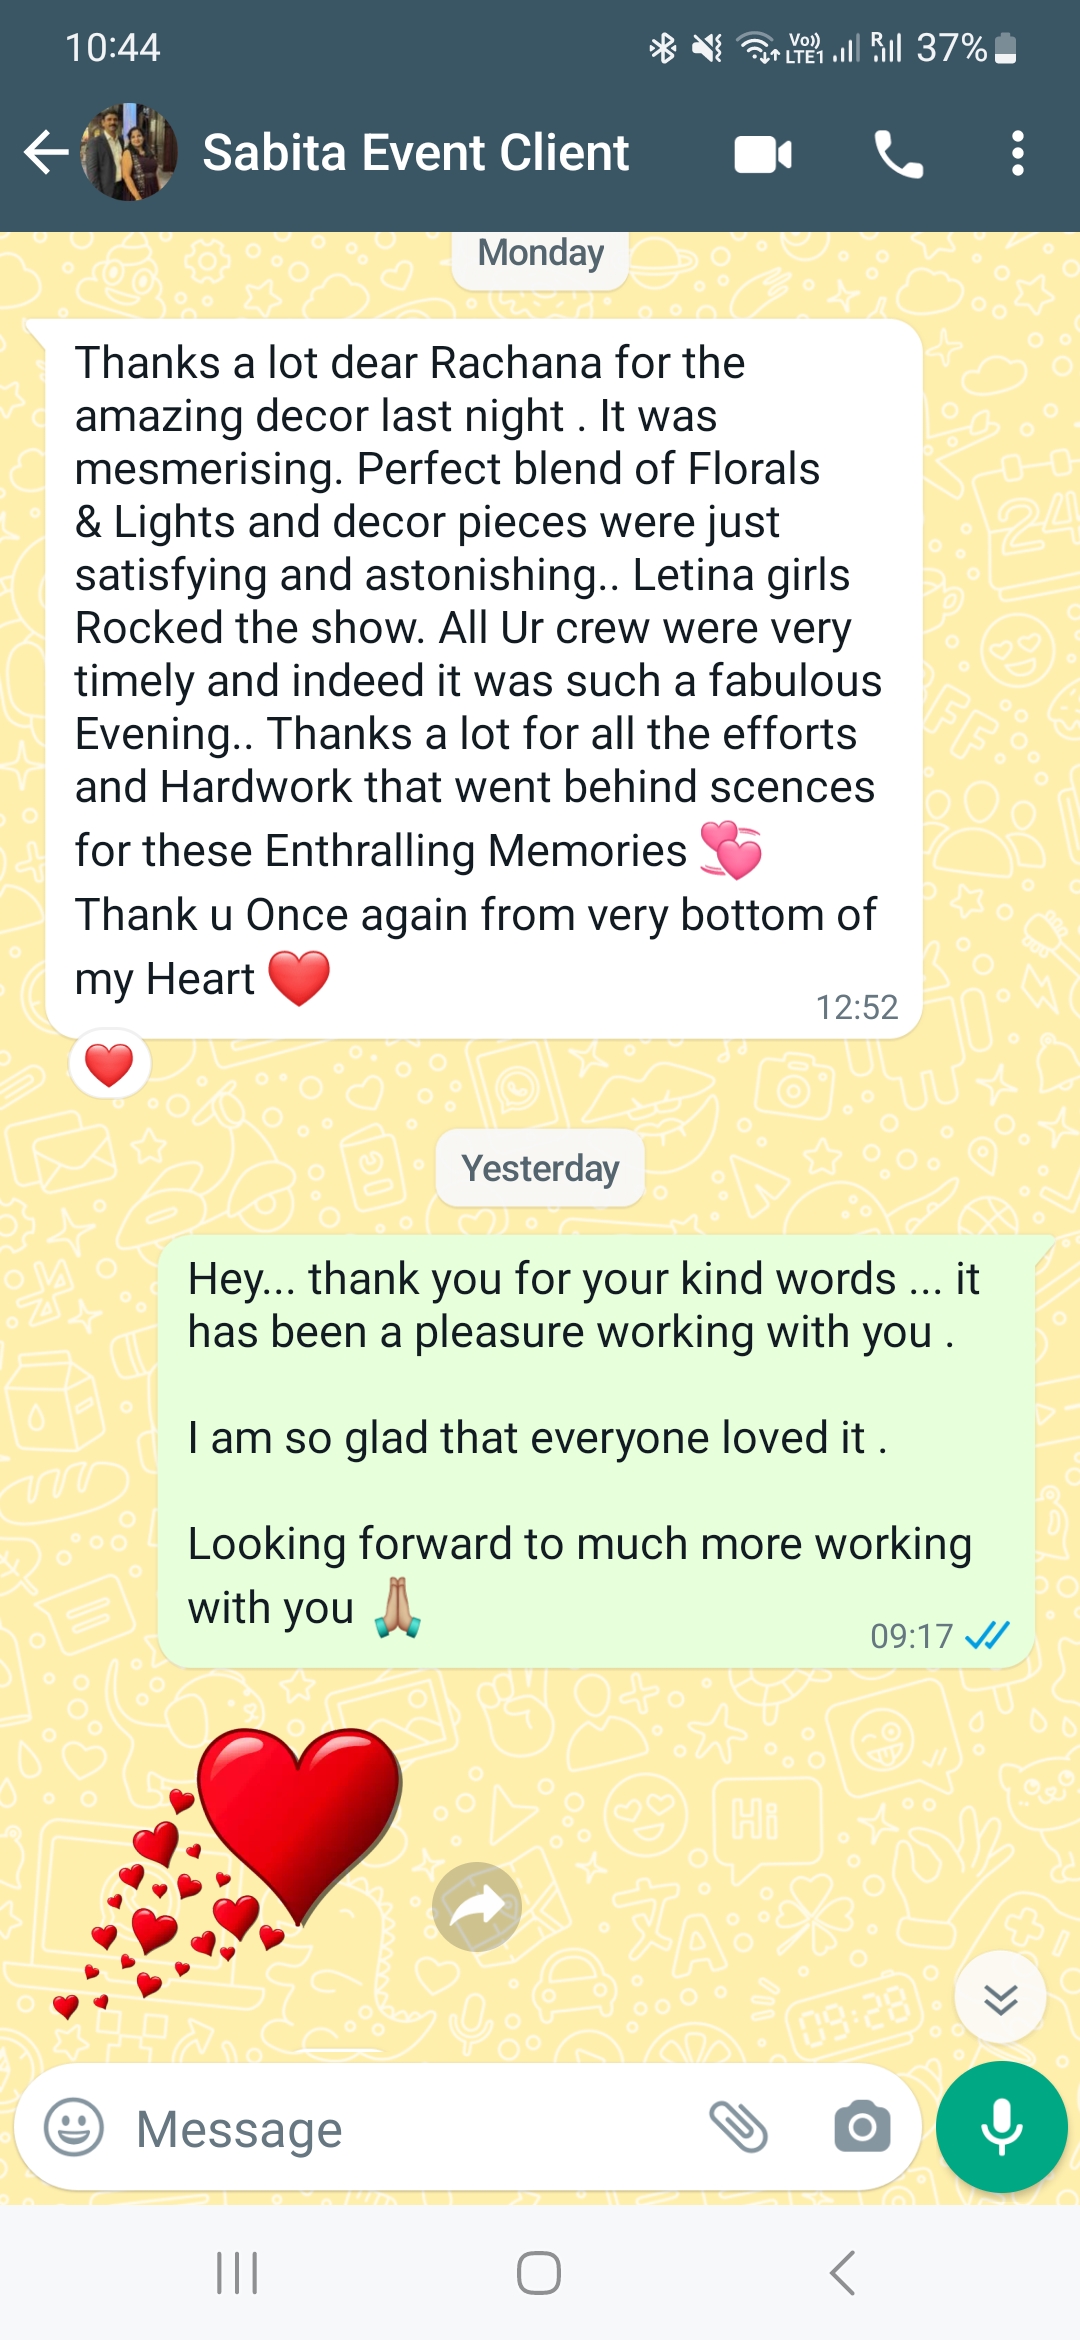 10:44
Vo))
LTE1
R
37%
Sabita Event Client
Monday
Thanks a lot dear Rachana for the
amazing decor last night . It was
mesmerising. Perfect blend of Florals
& Lights and decor pieces were just
satisfying and astonishing.. Letina girls
Rocked the show. All Ur crew were very
timely and indeed it was such a fabulous
Evening.. Thanks a lot for all the efforts
and Hardwork that went behind scences
for these Enthralling Memories 💞
Thank u Once again from very bottom of
my Heart ❤️
12:52
❤️
Yesterday
Hey... thank you for your kind words ... it
has been a pleasure working with you .
I am so glad that everyone loved it .
Looking forward to much more working
with you 🙏🏼
09:17
Message